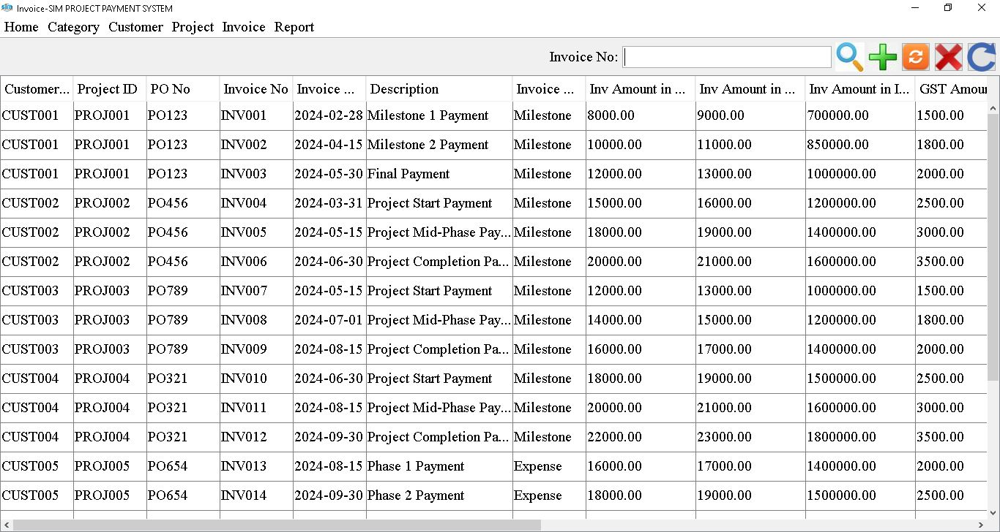 sim Invoice-SIM PROJECT PAYMENT SYSTEM
Home Category Customer Project Invoice Report
Invoice No:
Customer... Project ID PO No Invoice No Invoice ... Description Invoice ... Inv Amount in ... Inv Amount in ... Inv Amount in I... GST Amour
CUST001 PROJ001 PO123 INV001 2024-02-28 Milestone 1 Payment Milestone 8000.00 9000.00 700000.00 1500.00
CUST001 PROJ001 PO123 INV002 2024-04-15 Milestone 2 Payment Milestone 10000.00 11000.00 850000.00 1800.00
CUST001 PROJ001 PO123 INV003 2024-05-30 Final Payment Milestone 12000.00 13000.00 1000000.00 2000.00
CUST002 PROJ002 PO456 INV004 2024-03-31 Project Start Payment Milestone 15000.00 16000.00 1200000.00 2500.00
CUST002 PROJ002 PO456 INV005 2024-05-15 Project Mid-Phase Pay... Milestone 18000.00 19000.00 1400000.00 3000.00
CUST002 PROJ002 PO456 INV006 2024-06-30 Project Completion Pa... Milestone 20000.00 21000.00 1600000.00 3500.00
CUST003 PROJ003 PO789 INV007 2024-05-15 Project Start Payment Milestone 12000.00 13000.00 1000000.00 1500.00
CUST003 PROJ003 PO789 INV008 2024-07-01 Project Mid-Phase Pay... Milestone 14000.00 15000.00 1200000.00 1800.00
CUST003 PROJ003 PO789 INV009 2024-08-15 Project Completion Pa... Milestone 16000.00 17000.00 1400000.00 2000.00
CUST004 PROJ004 PO321 INV010 2024-06-30 Project Start Payment Milestone 18000.00 19000.00 1500000.00 2500.00
CUST004 PROJ004 PO321 INV011 2024-08-15 Project Mid-Phase Pay... Milestone 20000.00 21000.00 1600000.00 3000.00
CUST004 PROJ004 PO321 INV012 2024-09-30 Project Completion Pa... Milestone 22000.00 23000.00 1800000.00 3500.00
CUST005 PROJ005 PO654 INV013 2024-08-15 Phase 1 Payment Expense 16000.00 17000.00 1400000.00 2000.00
CUST005 PROJ005 PO654 INV014 2024-09-30 Phase 2 Payment Expense 18000.00 19000.00 1500000.00 2500.00